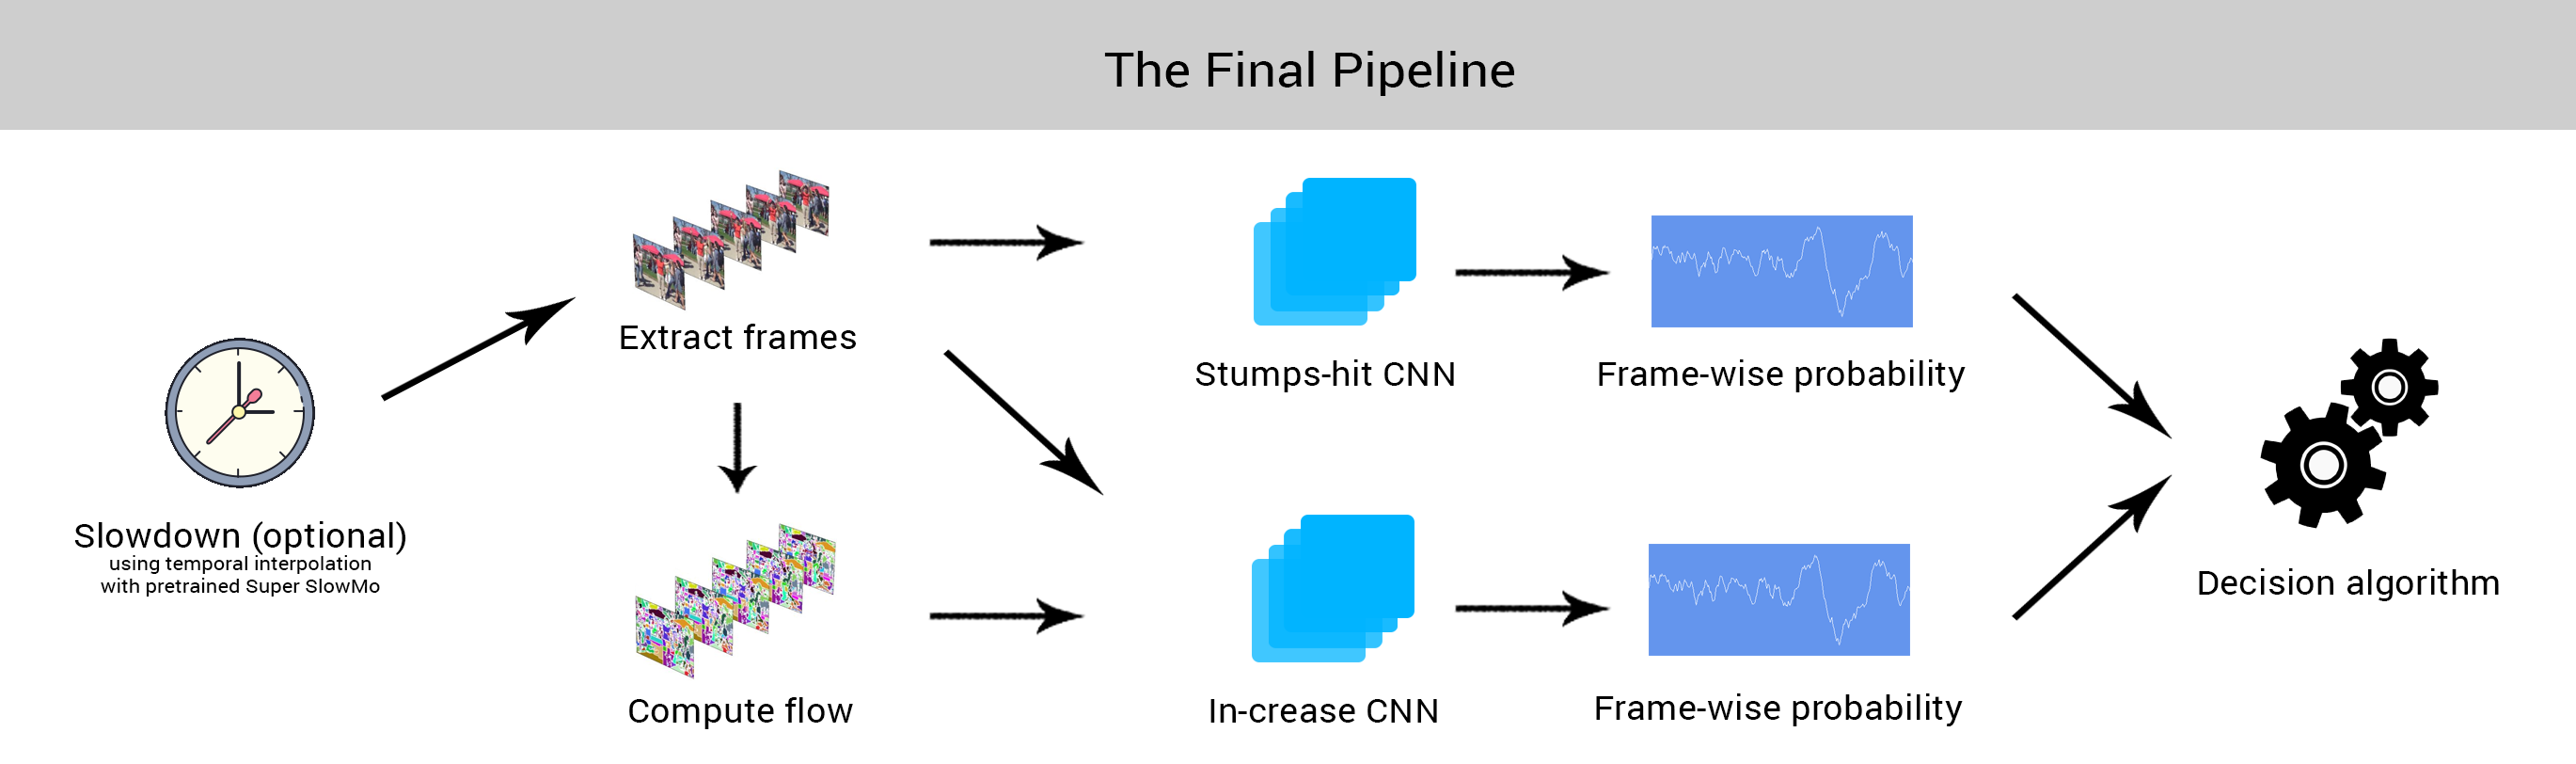 The Final Pipeline
Extract frames
Stumps-hit CNN
Frame-wise probability
Slowdown (optional)
using temporal interpolation
with pretrained Super SlowMo
Decision algorithm
Compute flow
In-crease CNN
Frame-wise probability